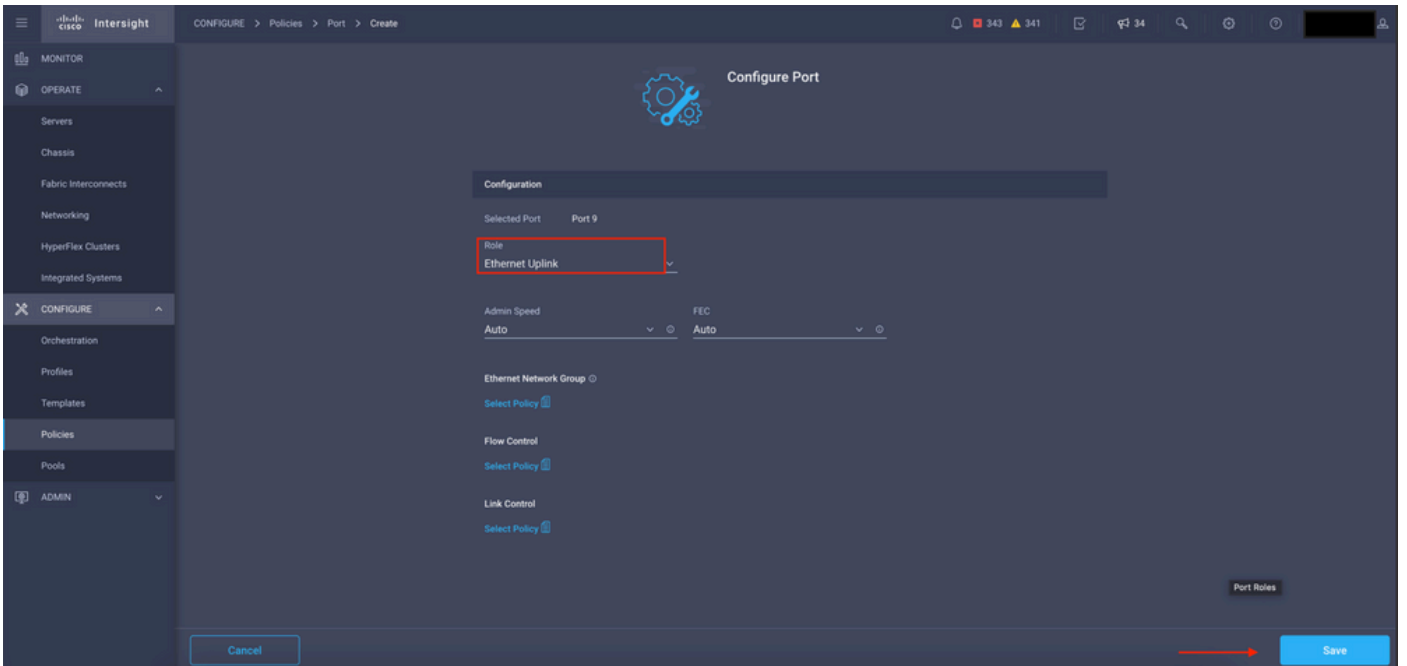 cisco Intersight
CONFIGURE > Policies > Port > Create
343 341
34
MONITOR
OPERATE
Servers
Chassis
Fabric Interconnects
Networking
HyperFlex Clusters
Integrated Systems
CONFIGURE
Orchestration
Profiles
Templates
Policies
Pools
ADMIN
Configure Port
Configuration
Selected Port Port 9
Role
Ethernet Uplink
Admin Speed FEC
Auto Auto
Ethernet Network Group
Select Policy
Flow Control
Select Policy
Link Control
Select Policy
Port Roles
Cancel Save